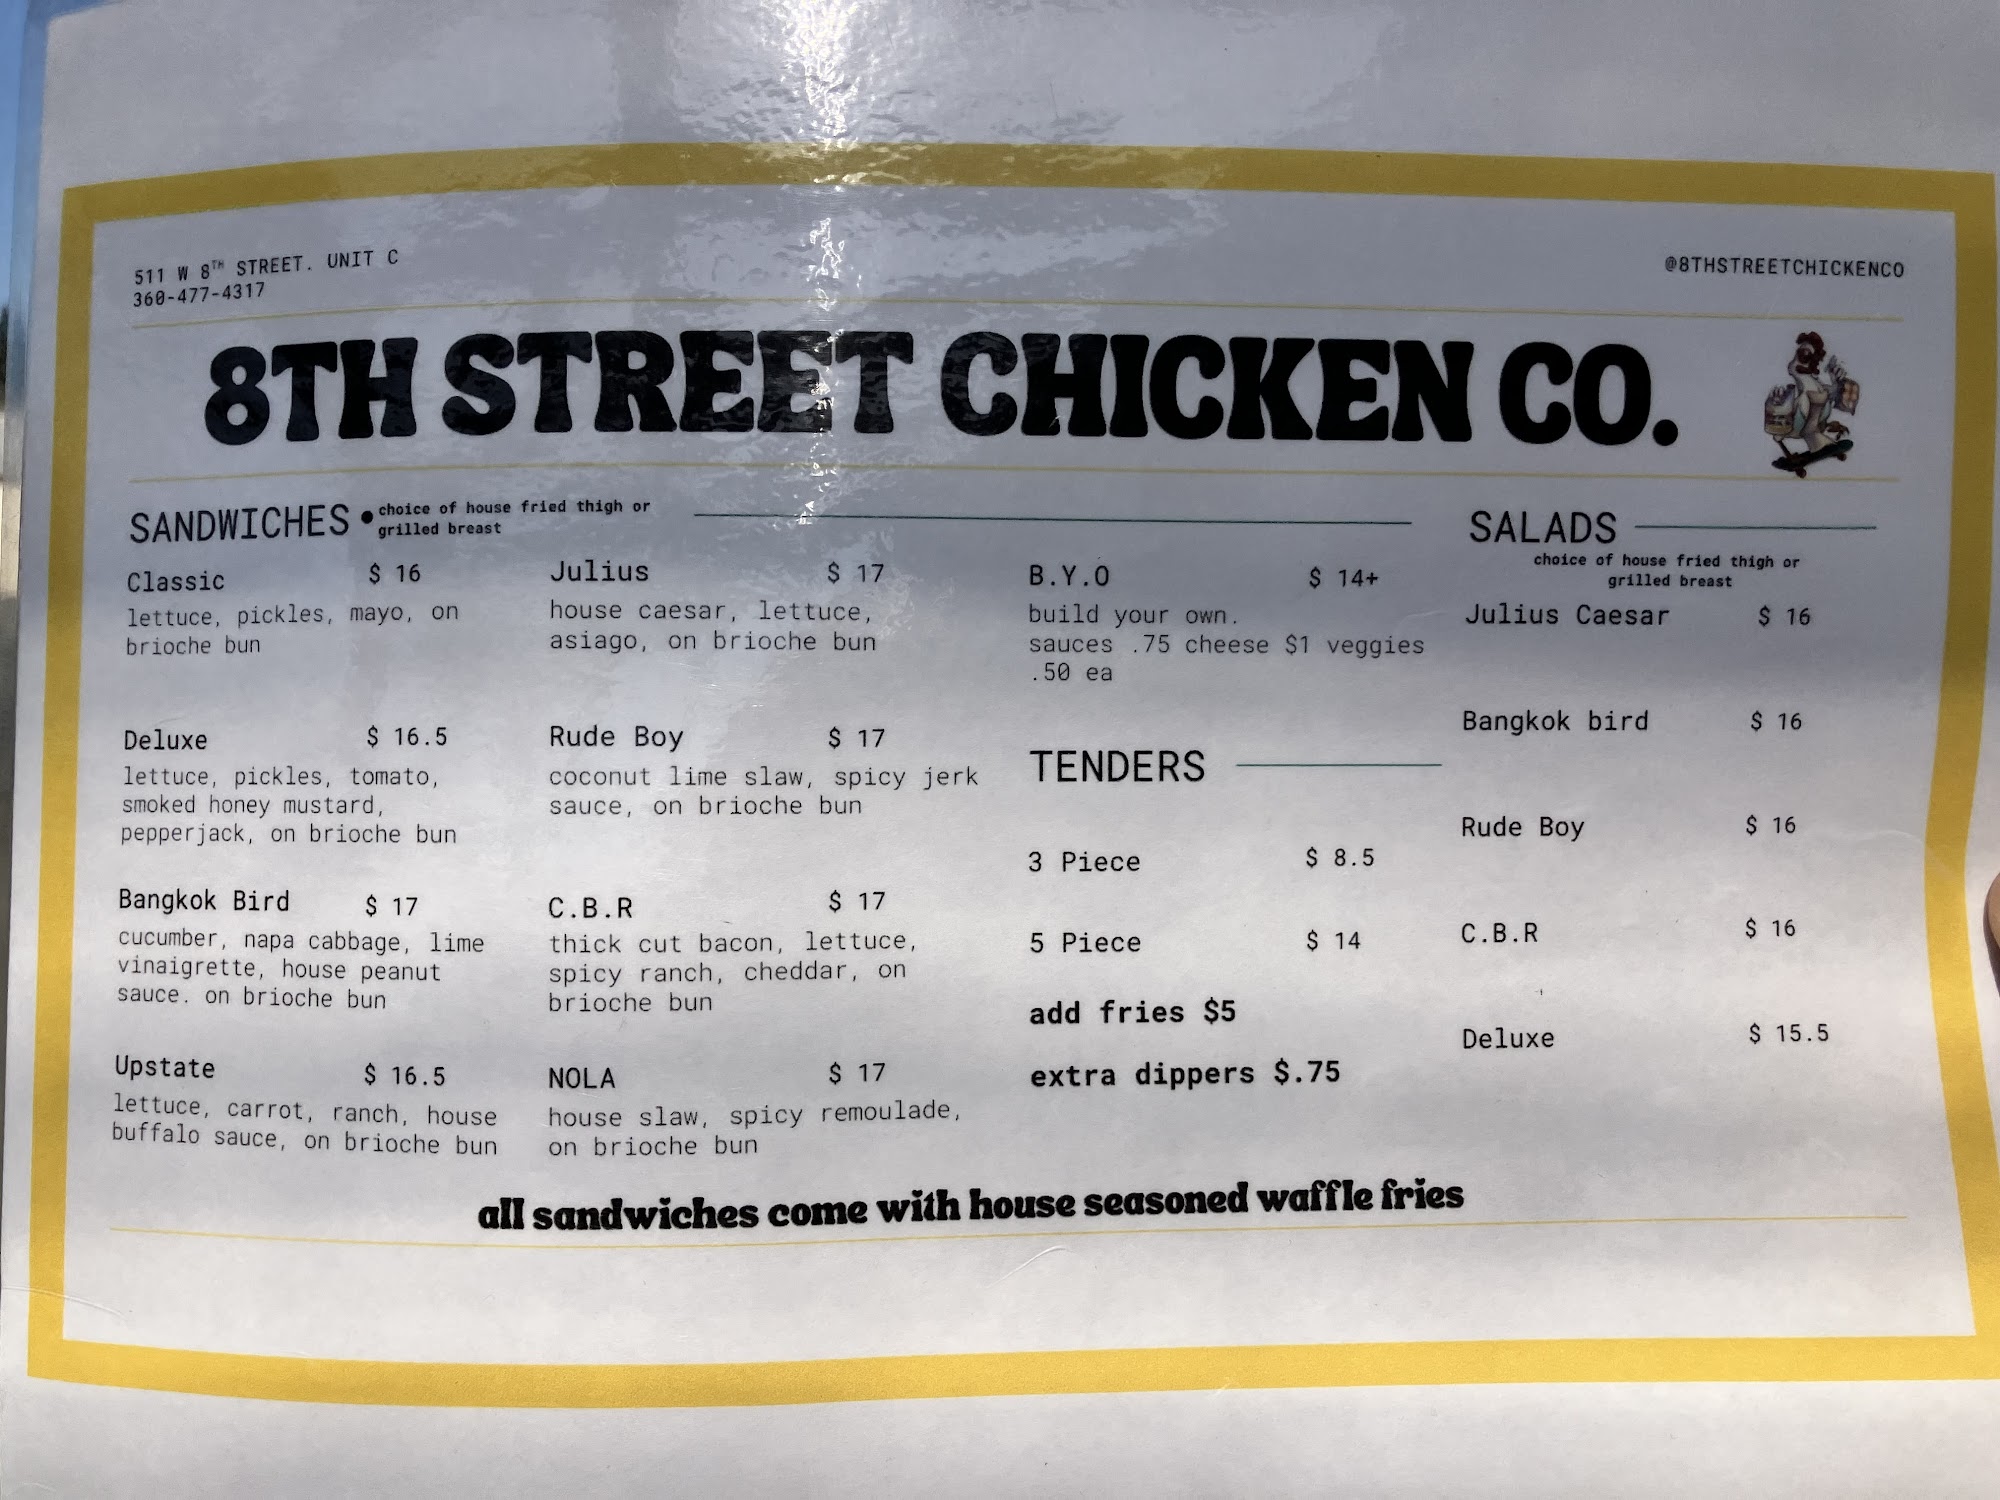 511 W 8TH STREET. UNIT C
360-477-4317
@8THSTREETCHICKENCO
8TH STREET CHICKEN CO.
SANDWICHES • choice of house fried thigh or
grilled breast
Classic $ 16
lettuce, pickles, mayo, on
brioche bun
Deluxe $ 16.5
lettuce, pickles, tomato,
smoked honey mustard,
pepperjack, on brioche bun
Bangkok Bird $ 17
cucumber, napa cabbage, lime
vinaigrette, house peanut
sauce. on brioche bun
Upstate $ 16.5
lettuce, carrot, ranch, house
buffalo sauce, on brioche bun
Julius $ 17
house caesar, lettuce,
asiago, on brioche bun
Rude Boy $ 17
coconut lime slaw, spicy jerk
sauce, on brioche bun
C.B.R $ 17
thick cut bacon, lettuce,
spicy ranch, cheddar, on
brioche bun
NOLA $ 17
house slaw, spicy remoulade,
on brioche bun
B.Y.O $ 14+
build your own.
sauces .75 cheese $1 veggies
.50 ea
TENDERS
3 Piece $ 8.5
5 Piece $ 14
add fries $5
extra dippers $.75
SALADS
choice of house fried thigh or
grilled breast
Julius Caesar $ 16
Bangkok bird $ 16
Rude Boy $ 16
C.B.R $ 16
Deluxe $ 15.5
all sandwiches come with house seasoned waffle fries